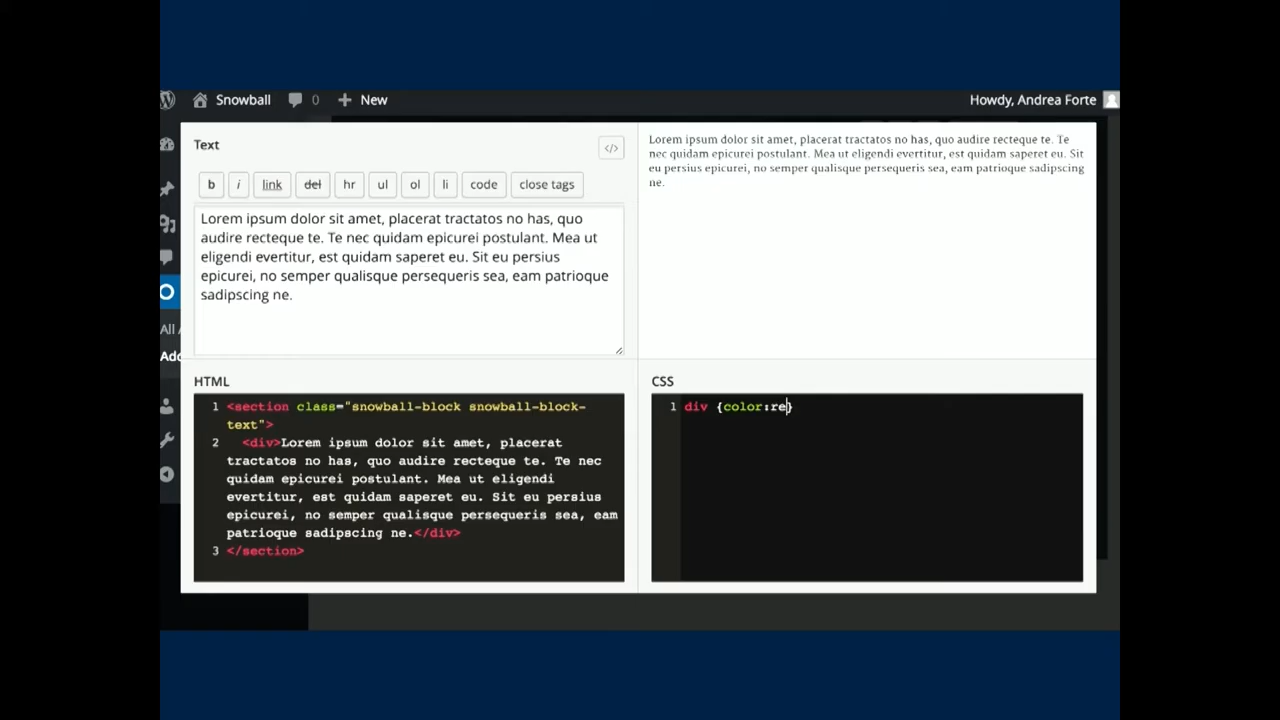 Snowball 0 New Howdy, Andrea Forte
Text </>
b i link del hr ul ol li code close tags
Lorem ipsum dolor sit amet, placerat tractatos no has, quo
audire recteque te. Te nec quidam epicurei postulant. Mea ut
eligendi evertitur, est quidam saperet eu. Sit eu persius
epicurei, no semper qualisque persequeris sea, eam patrioque
sadipscing ne.
Lorem ipsum dolor sit amet, placerat tractatos no has, quo audire recteque te. Te
nec quidam epicurei postulant. Mea ut eligendi evertitur, est quidam saperet eu. Sit
eu persius epicurei, no semper qualisque persequeris sea, eam patrioque sadipscing
ne.
All
Add
HTML
1 <section class="snowball-block snowball-block-
text">
2 <div>Lorem ipsum dolor sit amet, placerat
tractatos no has, quo audire recteque te. Te nec
quidam epicurei postulant. Mea ut eligendi
evertitur, est quidam saperet eu. Sit eu persius
epicurei, no semper qualisque persequeris sea, eam
patrioque sadipscing ne.</div>
3 </section>
CSS
1 div {color:re}